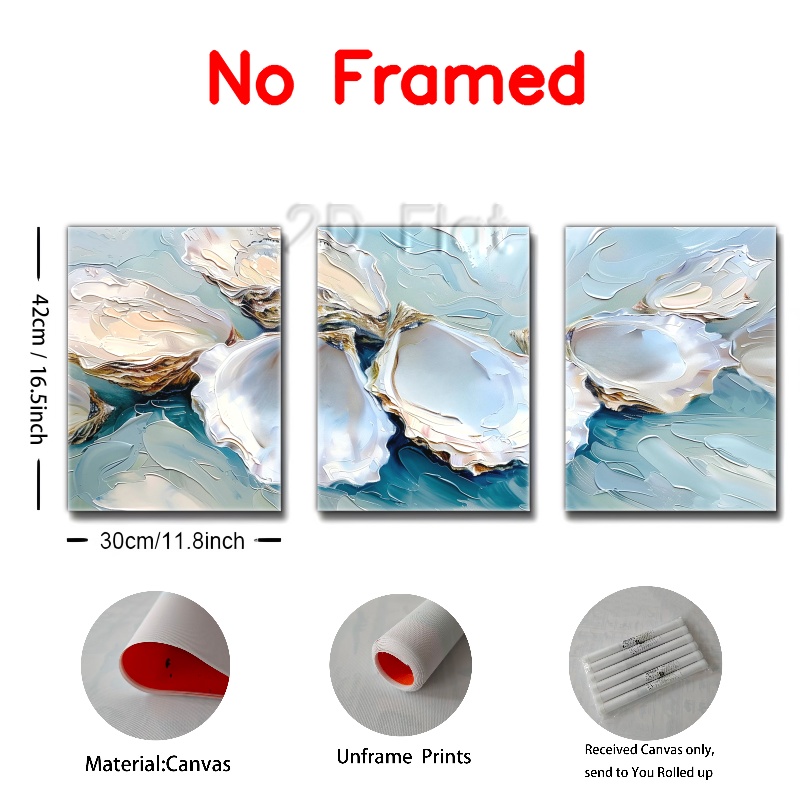 No Framed
2D Flat
42cm / 16.5inch
30cm/11.8inch
Material:Canvas
Unframe Prints
Received Canvas only,
send to You Rolled up